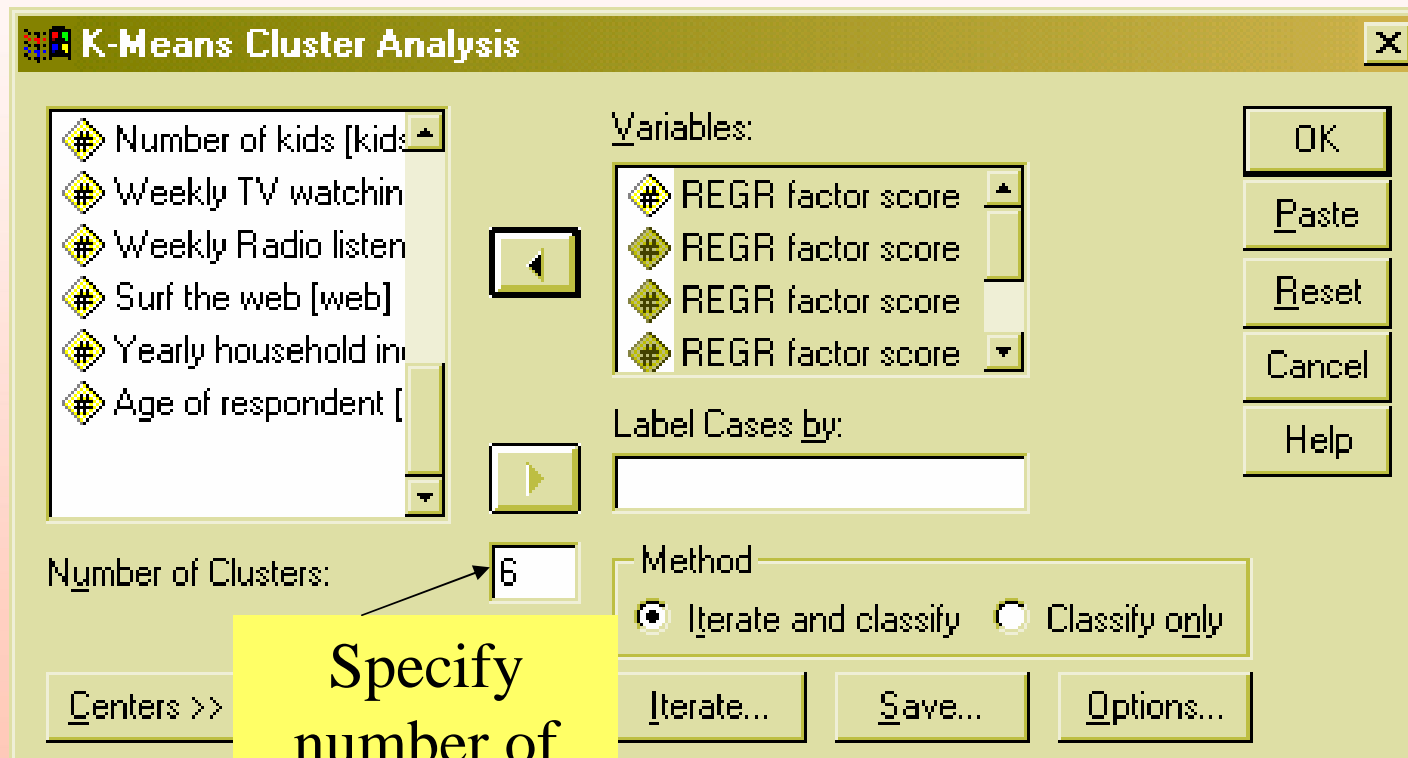 K-Means Cluster Analysis
Number of kids [kids
Weekly TV watchin
Weekly Radio listen
Surf the web [web]
Yearly household in
Age of respondent [
Variables:
REGR factor score
REGR factor score
REGR factor score
REGR factor score
Label Cases by:
OK
Paste
Reset
Cancel
Help
Number of Clusters:
6
Method
Iterate and classify
Classify only
Specify
number of
Centers >>
Iterate...
Save...
Options...